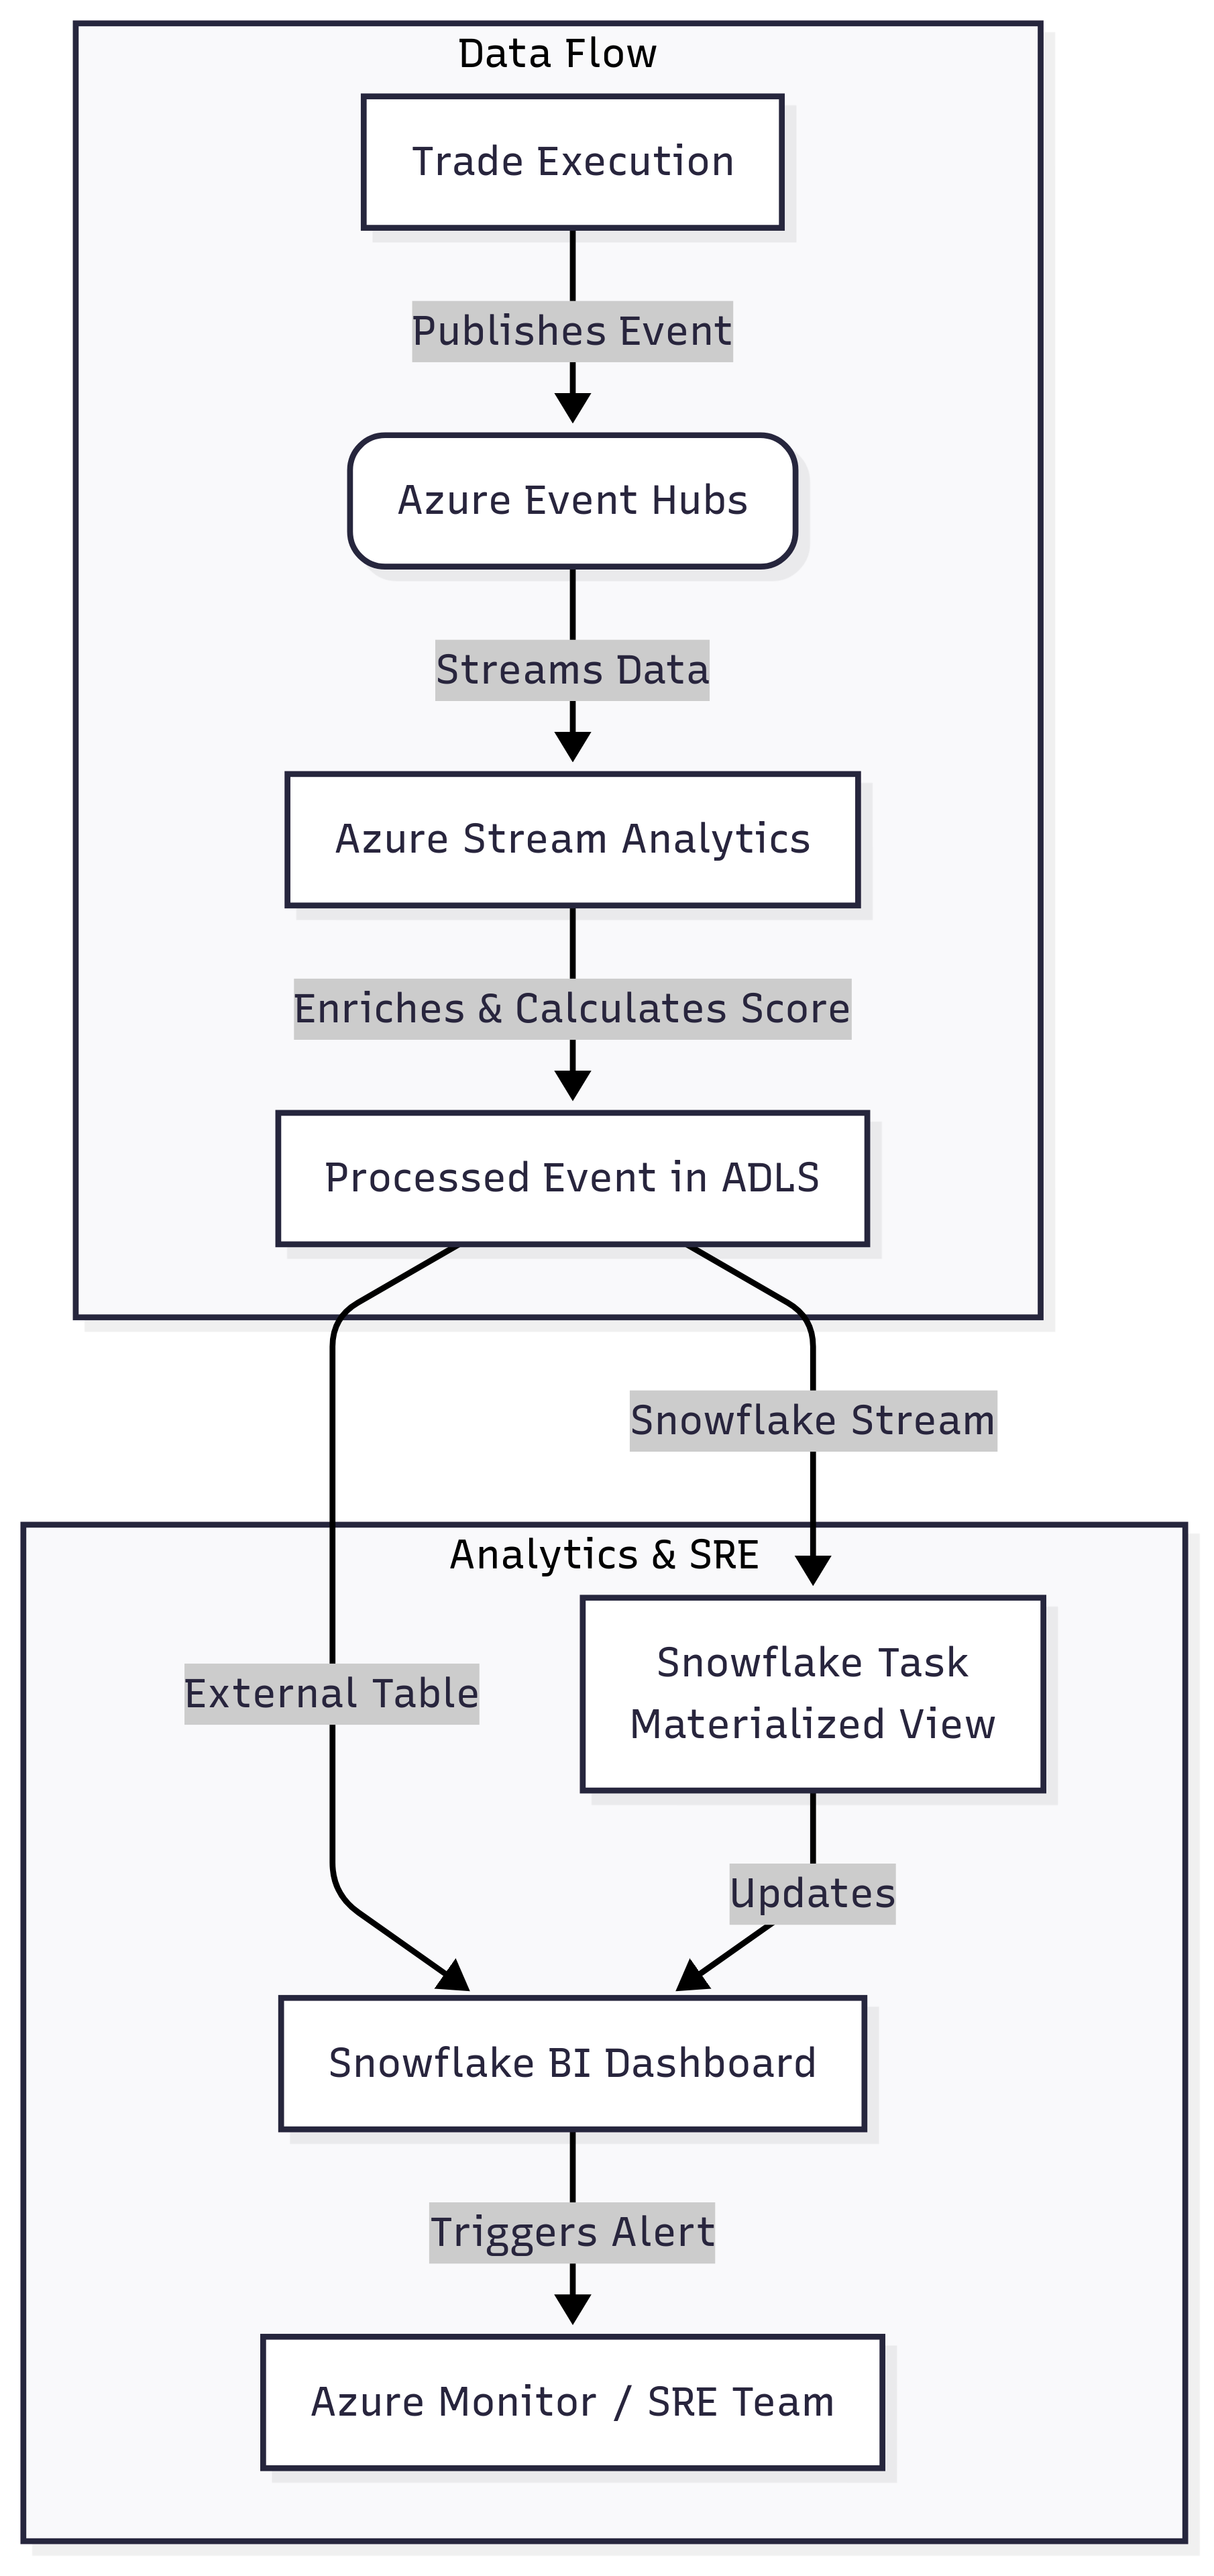 Data Flow
Trade Execution
Publishes Event
Azure Event Hubs
Streams Data
Azure Stream Analytics
Enriches & Calculates Score
Processed Event in ADLS
Snowflake Stream
Analytics & SRE
Snowflake Task
Materialized View
External Table
Updates
Snowflake BI Dashboard
Triggers Alert
Azure Monitor / SRE Team